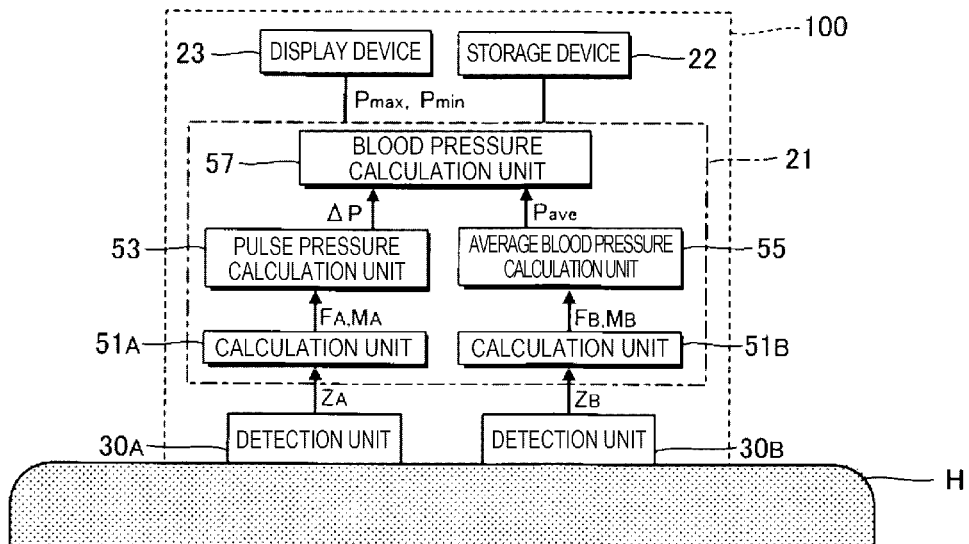 100
23
DISPLAY DEVICE
STORAGE DEVICE
22
Pmax, Pmin
57
BLOOD PRESSURE
CALCULATION UNIT
21
ΔP
Pave
53
PULSE PRESSURE
CALCULATION UNIT
AVERAGE BLOOD PRESSURE
CALCULATION UNIT
55
FA,MA
FB,MB
51A
CALCULATION UNIT
CALCULATION UNIT
51B
ZA
ZB
30A
DETECTION UNIT
DETECTION UNIT
30B
H